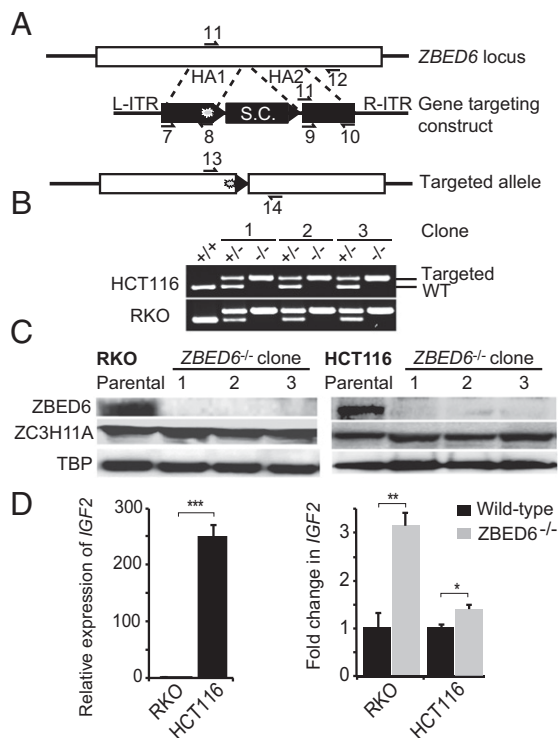 A
11
ZBED6 locus
HA1
HA2
12
L-ITR
11
R-ITR
S.C.
Gene targeting
construct
7
8
9
10
13
Targeted allele
14
B
1
2
3
Clone
+/+
+/-
-/-
+/-
-/-
+/-
-/-
HCT116
Targeted
WT
RKO
C
RKO
ZBED6-/- clone
Parental
1
2
3
HCT116
ZBED6-/- clone
Parental
1
2
3
ZBED6
ZC3H11A
TBP
D
Relative expression of IGF2
300
200
100
0
***
RKO
HCT116
Fold change in IGF2
3
2
1
0
**
*
Wild-type
ZBED6-/-
RKO
HCT116